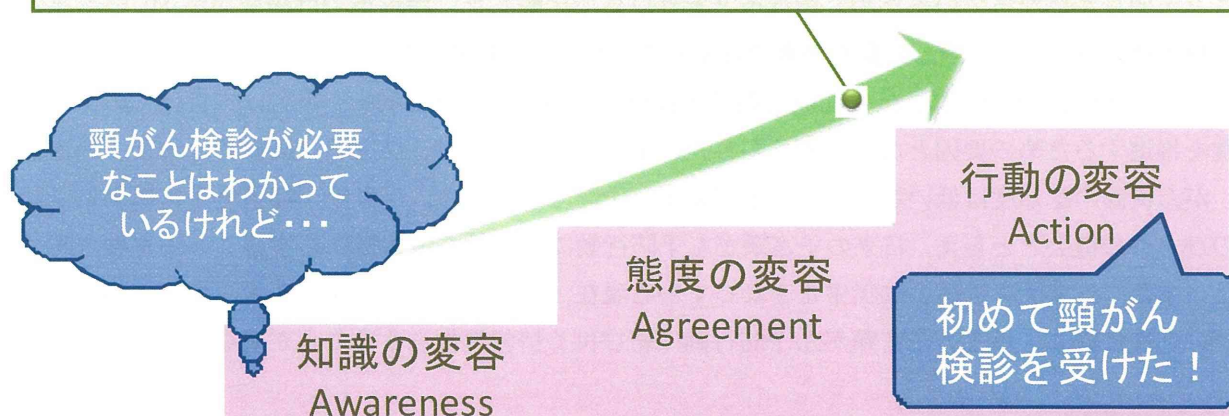 頸がん検診が必要
なことはわかって
いるけれど・・・
知識の変容
Awareness
態度の変容
Agreement
行動の変容
Action
初めて頸がん
検診を受けた！